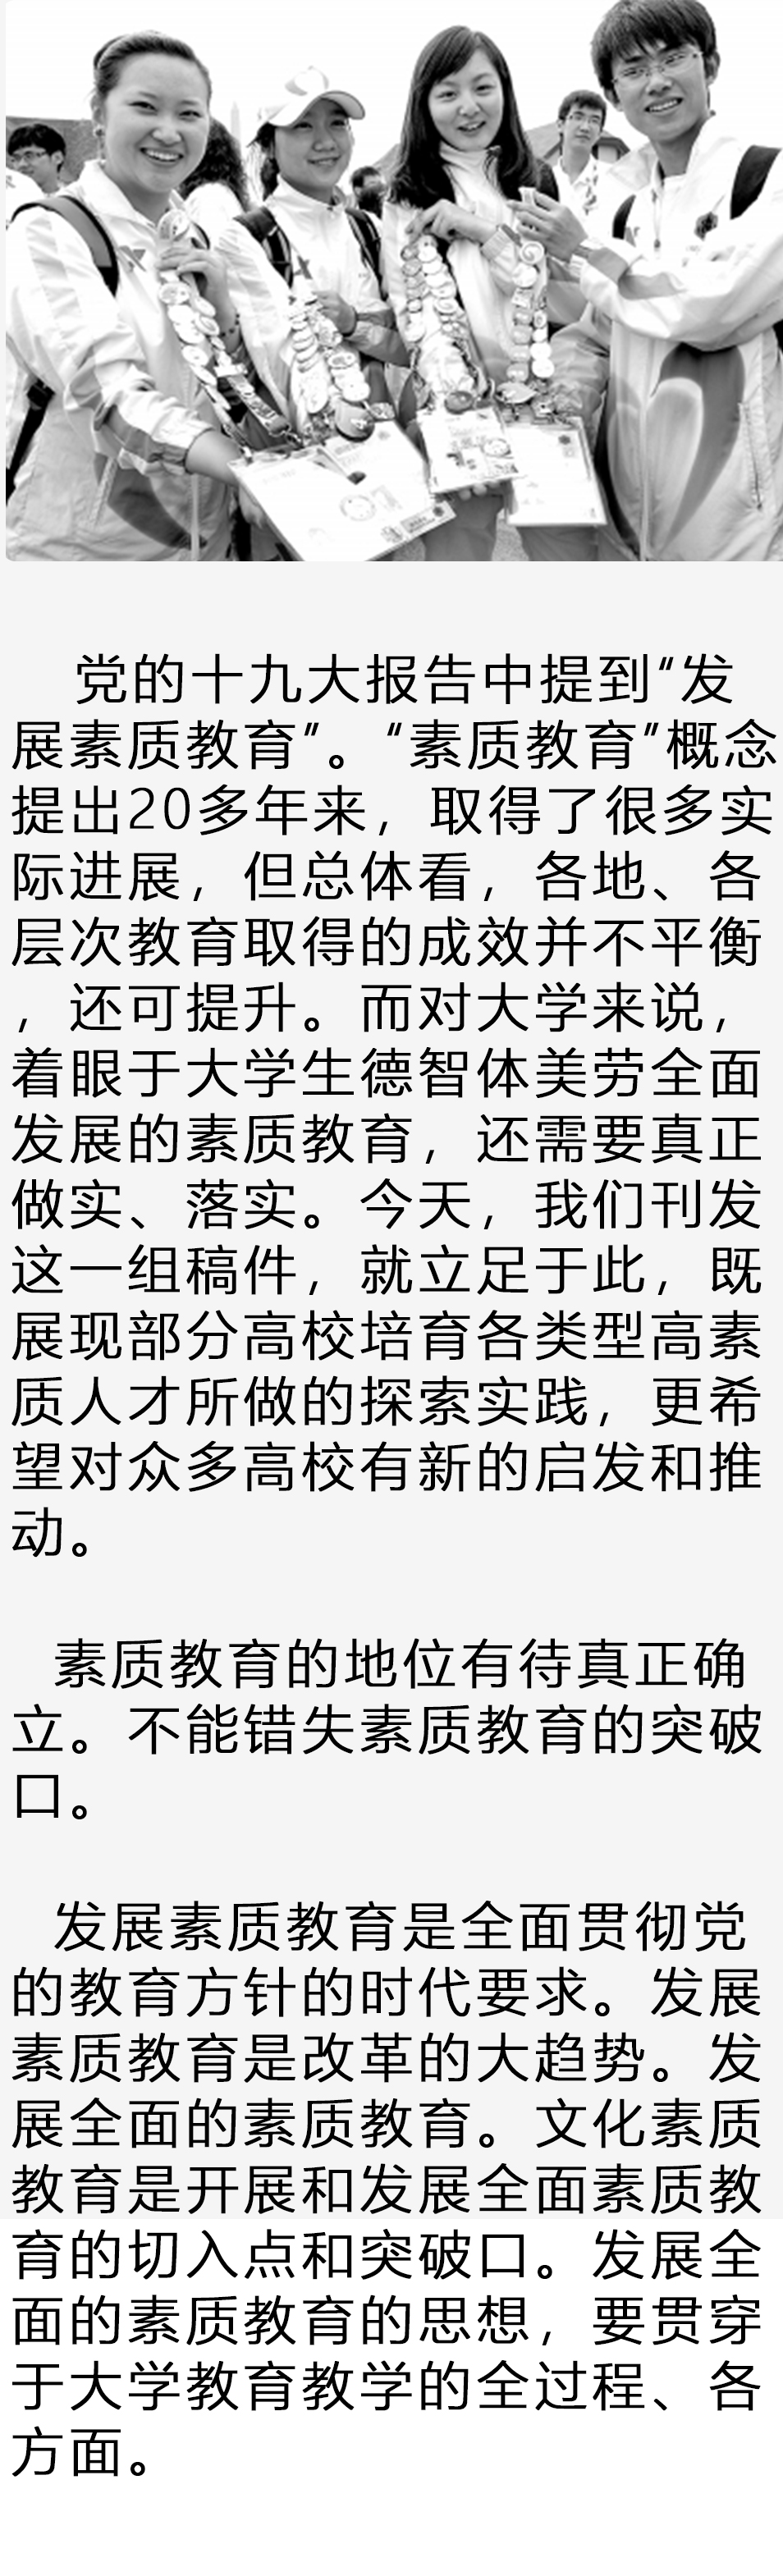 党的十九大报告中提到“发
展素质教育”。“素质教育”概念
提出20多年来，取得了很多实
际进展，但总体看，各地、各
层次教育取得的成效并不平衡
，还可提升。而对大学来说，
着眼于大学生德智体美劳全面
发展的素质教育，还需要真正
做实、落实。今天，我们刊发
这一组稿件，就立足于此，既
展现部分高校培育各类型高素
质人才所做的探索实践，更希
望对众多高校有新的启发和推
动。
素质教育的地位有待真正确
立。不能错失素质教育的突破
口。
发展素质教育是全面贯彻党
的教育方针的时代要求。发展
素质教育是改革的大趋势。发
展全面的素质教育。文化素质
教育是开展和发展全面素质教
育的切入点和突破口。发展全
面的素质教育的思想，要贯穿
于大学教育教学的全过程、各
方面。